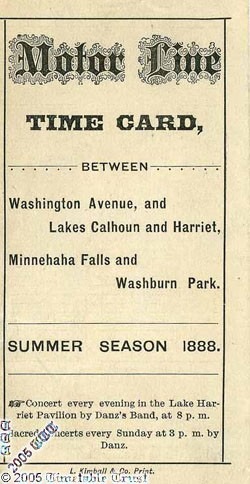 Motor Line
TIME CARD,
BETWEEN
Washington Avenue, and
Lakes Calhoun and Harriet,
Minnehaha Falls and
Washburn Park.
SUMMER SEASON 1888.
☞Concert every evening in the Lake Har-
riet Pavilion by Danz's Band, at 8 p. m.
Sacred Concerts every Sunday at 3 p. m. by
Danz.
L. Kimball & Co. Print.
© 2005
© 2005 Timetable